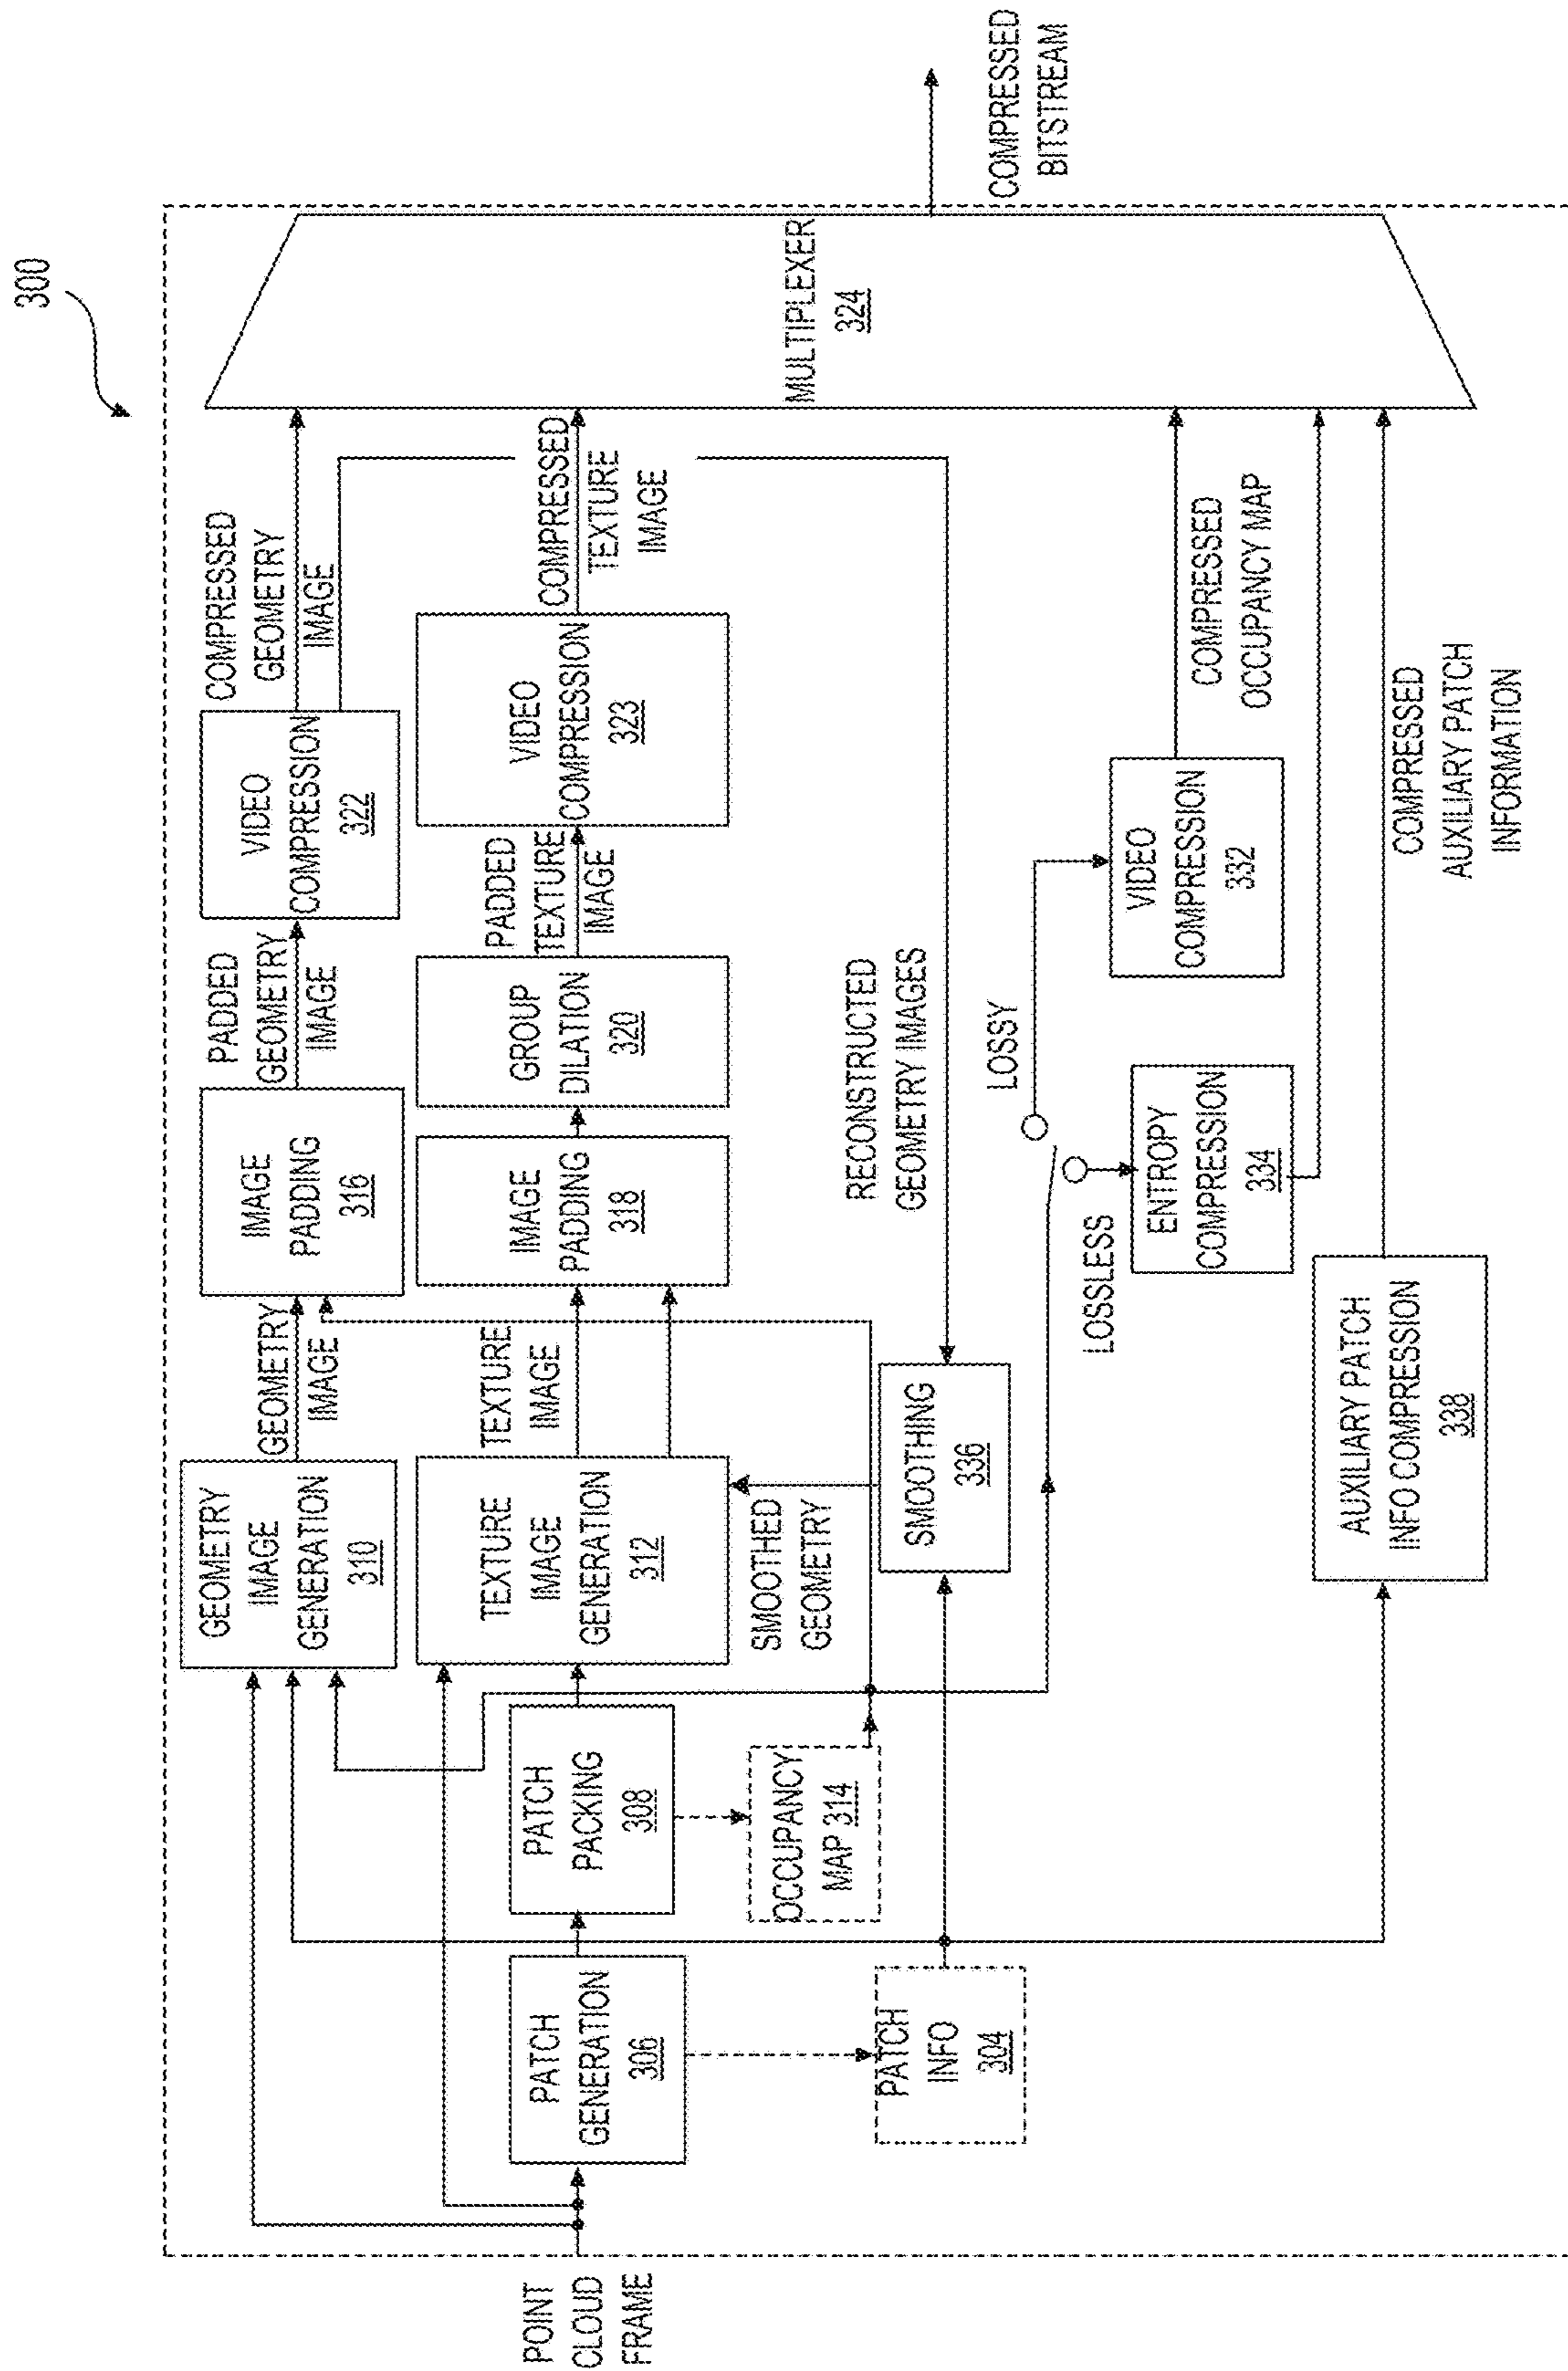 300
POINT
CLOUD
FRAME
PATCH
GENERATION
306
PATCH
INFO
304
PATCH
PACKING
308
OCCUPANCY
MAP 314
GEOMETRY
IMAGE
GENERATION
310
TEXTURE
IMAGE
GENERATION
312
SMOOTHED
GEOMETRY
SMOOTHING
336
GEOMETRY
IMAGE
TEXTURE
IMAGE
IMAGE
PADDING
316
IMAGE
PADDING
318
GROUP
DILATION
320
PADDED
GEOMETRY
IMAGE
PADDED
TEXTURE
IMAGE
VIDEO
COMPRESSION
322
VIDEO
COMPRESSION
323
COMPRESSED
GEOMETRY
IMAGE
COMPRESSED
TEXTURE
IMAGE
RECONSTRUCTED
GEOMETRY IMAGES
LOSSY
LOSSLESS
VIDEO
COMPRESSION
332
ENTROPY
COMPRESSION
334
AUXILIARY PATCH
INFO COMPRESSION
338
COMPRESSED
OCCUPANCY MAP
COMPRESSED
AUXILIARY PATCH
INFORMATION
MULTIPLEXER
324
COMPRESSED
BITSTREAM